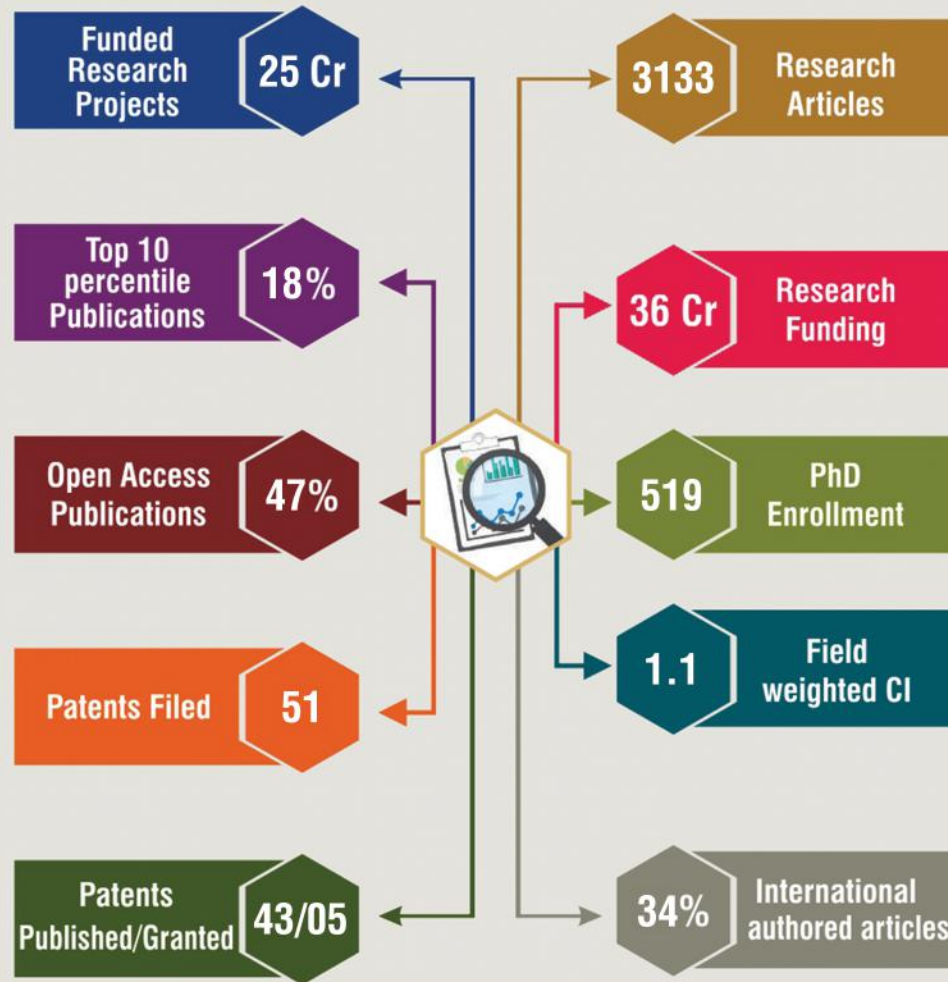 Funded
Research
Projects
25 Cr
3133
Research
Articles
Top 10
percentile
Publications
18%
36 Cr
Research
Funding
Open Access
Publications
47%
519
PhD
Enrollment
Patents Filed
51
1.1
Field
weighted CI
Patents
Published/Granted
43/05
34%
International
authored articles